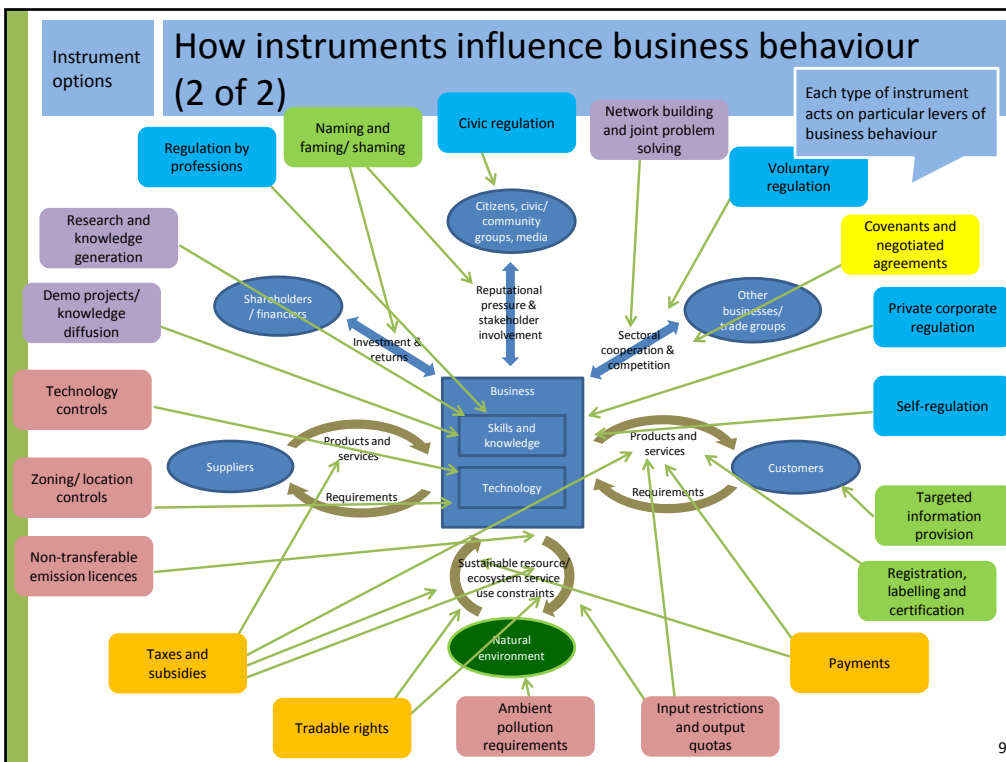 Instrument
options
How instruments influence business behaviour
(2 of 2)
Each type of instrument
acts on particular levers of
business behaviour
Regulation by
professions
Naming and
faming/ shaming
Civic regulation
Network building
and joint problem
solving
Voluntary
regulation
Research and
knowledge
generation
Citizens, civic/
community
groups, media
Covenants and
negotiated
agreements
Demo projects/
knowledge
diffusion
Shareholders
/ financiers
Investment &
returns
Reputational
pressure &
stakeholder
involvement
Sectoral
cooperation &
competition
Other
businesses/
trade groups
Private corporate
regulation
Technology
controls
Business
Skills and
knowledge
Technology
Self-regulation
Suppliers
Products and
services
Requirements
Products and
services
Requirements
Customers
Zoning/ location
controls
Targeted
information
provision
Non-transferable
emission licences
Sustainable resource/
ecosystem service
use constraints
Registration,
labelling and
certification
Taxes and
subsidies
Natural
environment
Payments
Tradable rights
Ambient
pollution
requirements
Input restrictions
and output
quotas
9